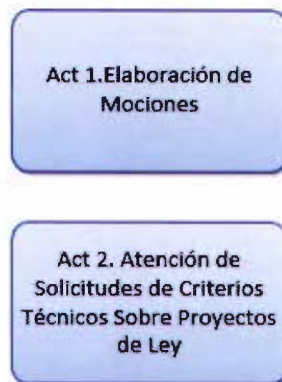 Act 1.Elaboración de
Mociones
Act 2. Atención de
Solicitudes de Criterios
Técnicos Sobre Proyectos
de Ley